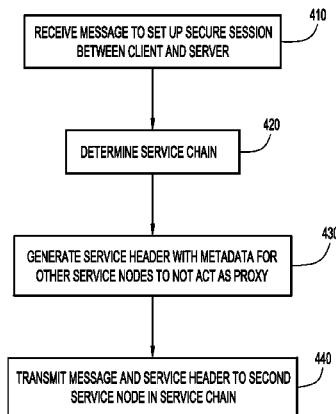 410
RECEIVE MESSAGE TO SET UP SECURE SESSION
BETWEEN CLIENT AND SERVER
420
DETERMINE SERVICE CHAIN
430
GENERATE SERVICE HEADER WITH METADATA FOR
OTHER SERVICE NODES TO NOT ACT AS PROXY
440
TRANSMIT MESSAGE AND SERVICE HEADER TO SECOND
SERVICE NODE IN SERVICE CHAIN